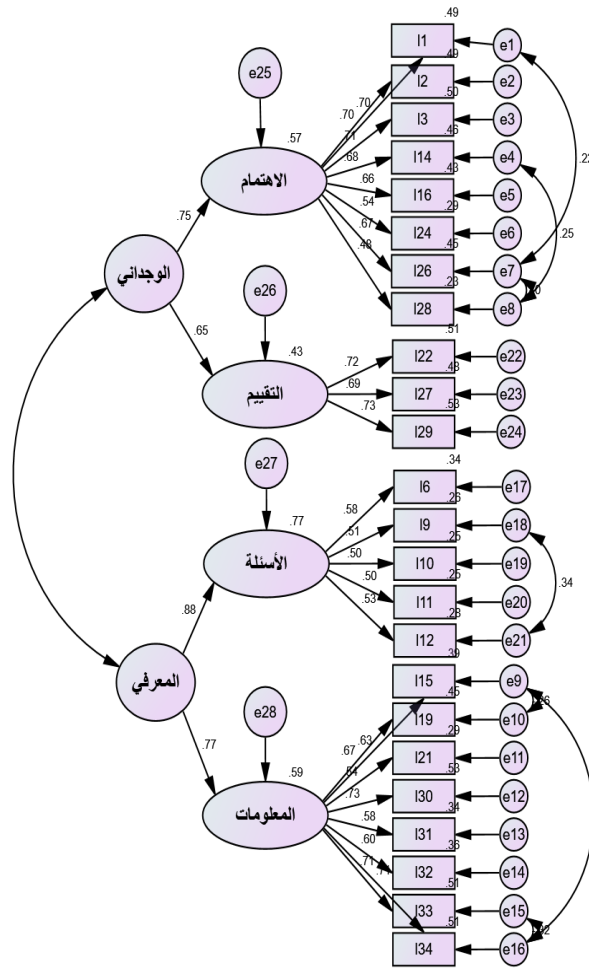 .49
I1
e1
.49
I2
e2
.50
I3
e3
.46
I14
e4
.43
I16
e5
.29
I24
e6
.45
I26
e7
.23
I28
e8
e25
.57
الاهتمام
.70
.70
.71
.68
.66
.54
.67
.48
.22
.25
.75
الوجداني
.65
e26
.43
التقييم
.72
.69
.73
.51
I22
e22
.48
I27
e23
.53
I29
e24
e27
.77
الأسئلة
.58
.51
.50
.50
.53
.34
I6
e17
.26
I9
e18
.25
I10
e19
.25
I11
e20
.28
I12
e21
.34
.88
المعرفي
.77
e28
.59
المعلومات
.67
.63
.54
.73
.58
.60
.71
.39
I15
e9
.45
I19
e10
.29
I21
e11
.53
I30
e12
.34
I31
e13
.36
I32
e14
.51
I33
e15
.51
I34
e16